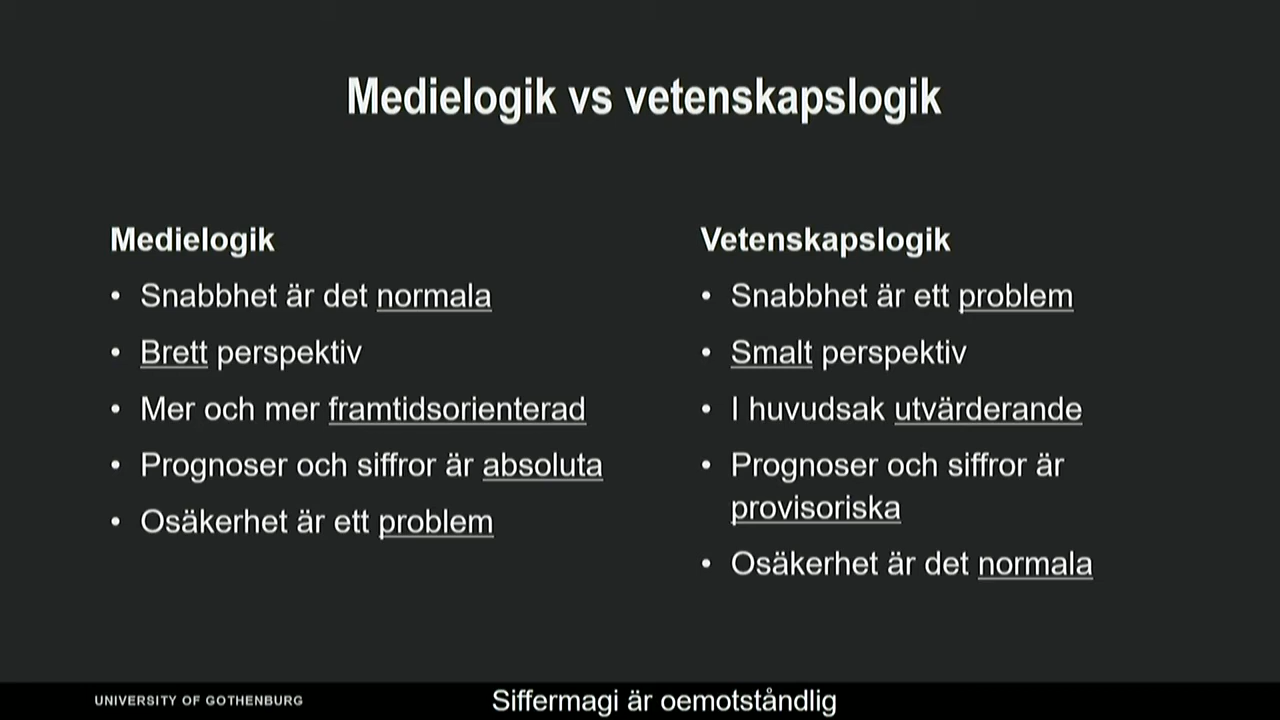 Medielogik vs vetenskapslogik
Medielogik
• Snabbhet är det normala
• Brett perspektiv
• Mer och mer framtidsorienterad
• Prognoser och siffror är absoluta
• Osäkerhet är ett problem
Vetenskapslogik
• Snabbhet är ett problem
• Smalt perspektiv
• I huvudsak utvärderande
• Prognoser och siffror är
provisoriska
• Osäkerhet är det normala
UNIVERSITY OF GOTHENBURG
Siffermagi är oemotståndlig